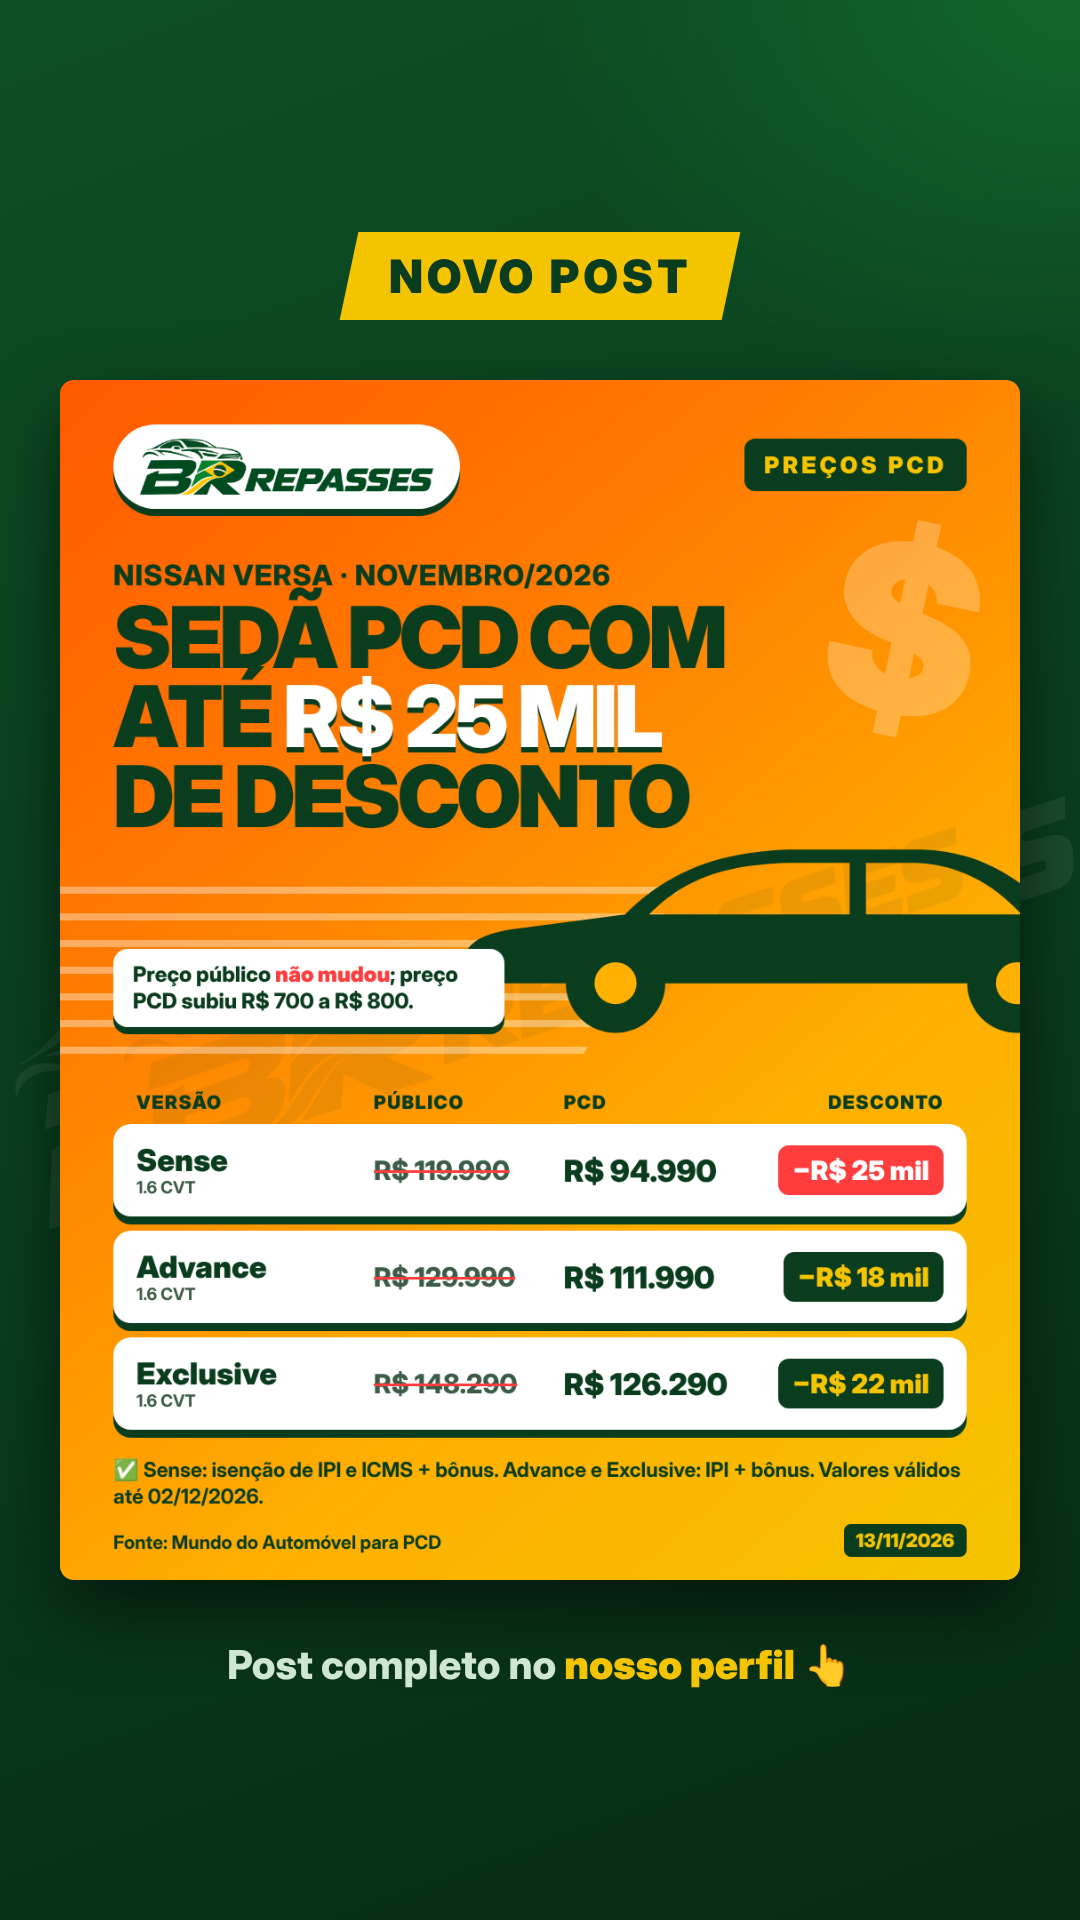 NOVO POST
BR REPASSES
PREÇOS PCD
NISSAN VERSA · NOVEMBRO/2026
SEDÃ PCD COM
ATÉ R$ 25 MIL
DE DESCONTO
$
Preço público não mudou; preço
PCD subiu R$ 700 a R$ 800.
VERSÃO PÚBLICO PCD DESCONTO
Sense
1.6 CVT
R$ 119.990 R$ 94.990 −R$ 25 mil
Advance
1.6 CVT
R$ 129.990 R$ 111.990 −R$ 18 mil
Exclusive
1.6 CVT
R$ 148.290 R$ 126.290 −R$ 22 mil
✅ Sense: isenção de IPI e ICMS + bônus. Advance e Exclusive: IPI + bônus. Valores válidos
até 02/12/2026.
Fonte: Mundo do Automóvel para PCD
13/11/2026
Post completo no nosso perfil 👆